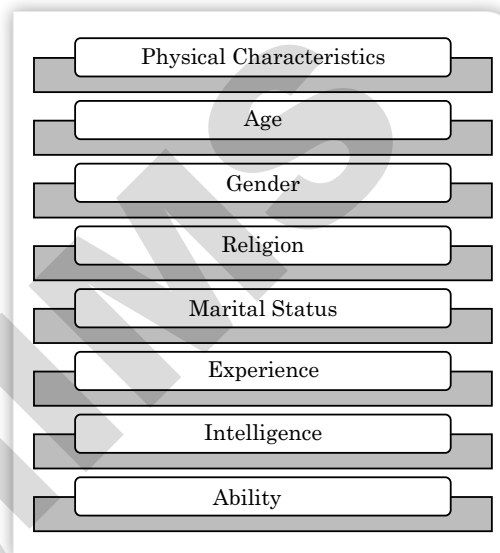 Physical Characteristics
Age
Gender
Religion
Marital Status
Experience
Intelligence
Ability